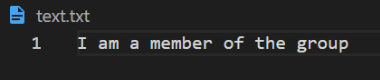 text.txt
1 I am a member of the group